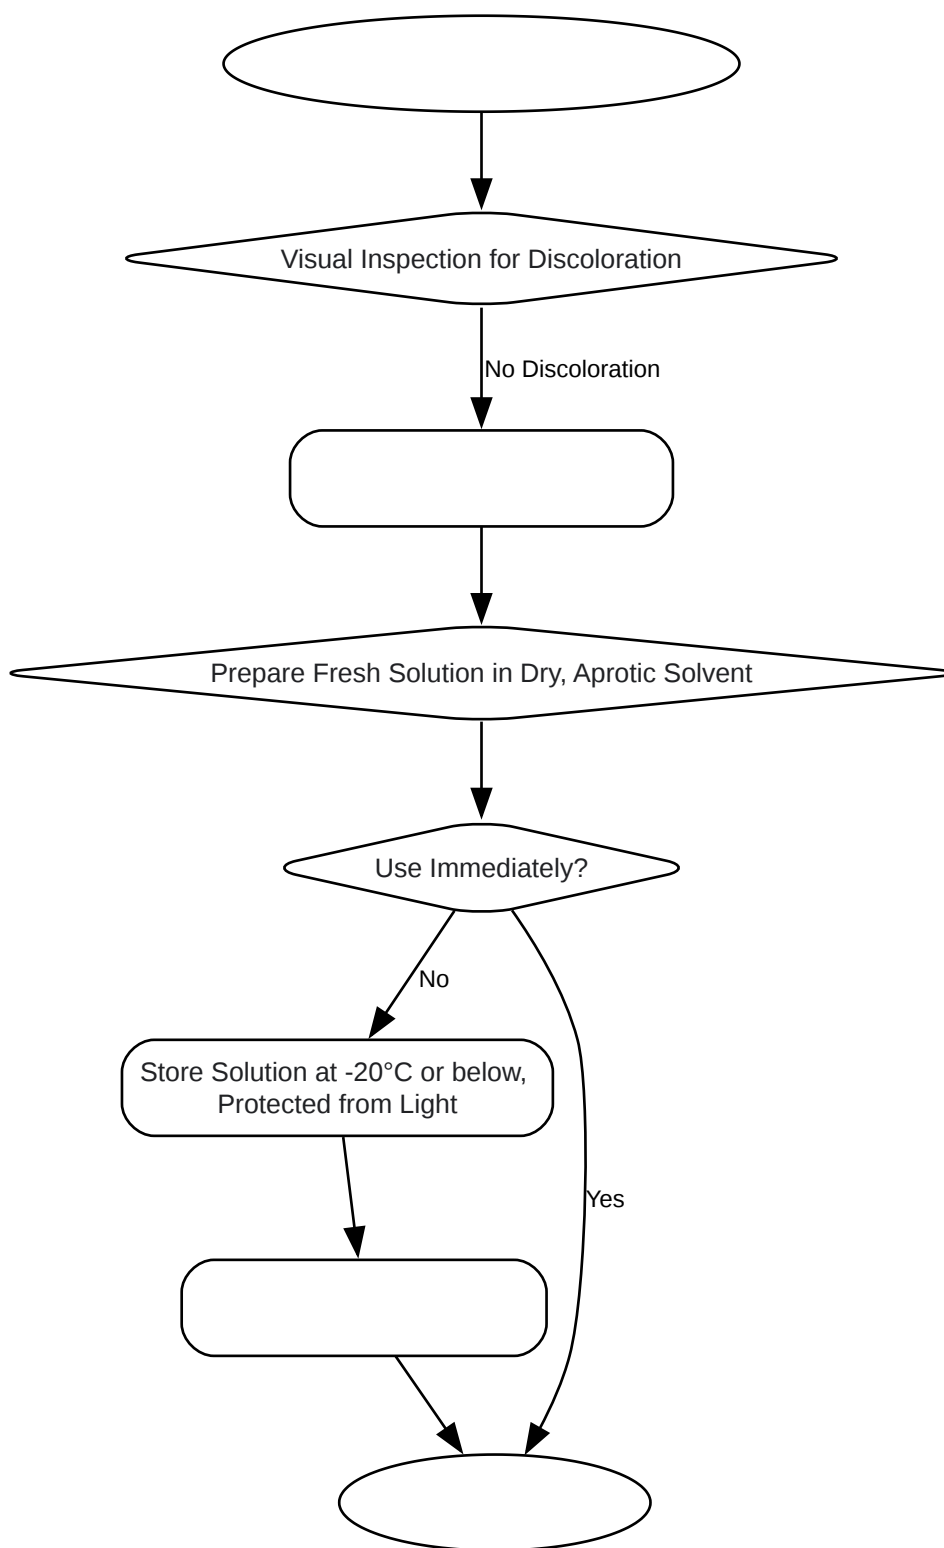 Visual Inspection for Discoloration
No Discoloration
Prepare Fresh Solution in Dry, Aprotic Solvent
Use Immediately?
No
Store Solution at -20°C or below,
Protected from Light
Yes